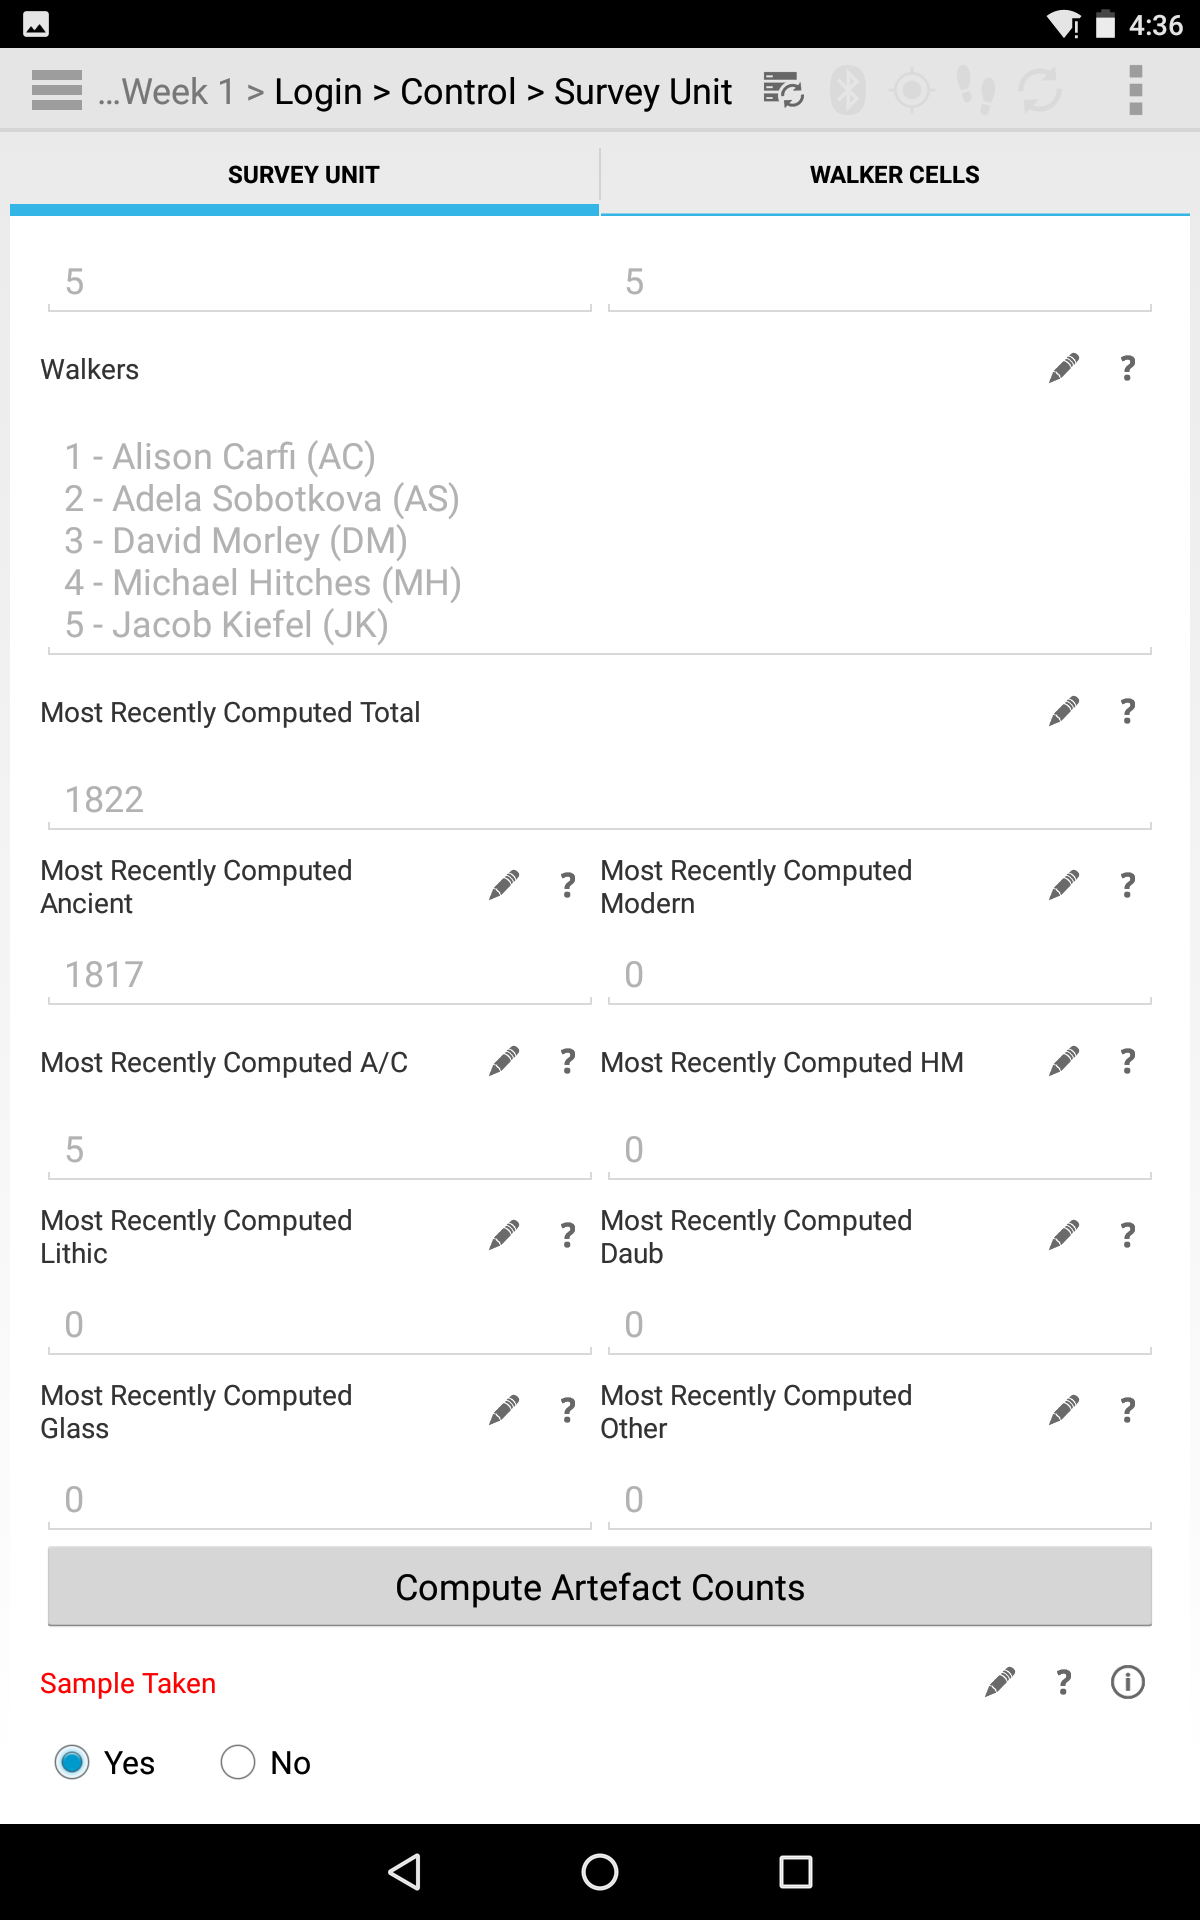 4:36
...Week 1 > Login > Control > Survey Unit
SURVEY UNIT
WALKER CELLS
5
5
Walkers
?
1 - Alison Carfi (AC)
2 - Adela Sobotkova (AS)
3 - David Morley (DM)
4 - Michael Hitches (MH)
5 - Jacob Kiefel (JK)
Most Recently Computed Total
?
1822
Most Recently Computed
Ancient
?
Most Recently Computed
Modern
?
1817
0
Most Recently Computed A/C
?
Most Recently Computed HM
?
5
0
Most Recently Computed
Lithic
?
Most Recently Computed
Daub
?
0
0
Most Recently Computed
Glass
?
Most Recently Computed
Other
?
0
0
Compute Artefact Counts
Sample Taken
?
i
Yes
No